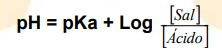 pH = pKa + Log [Sal] / [Ácido]